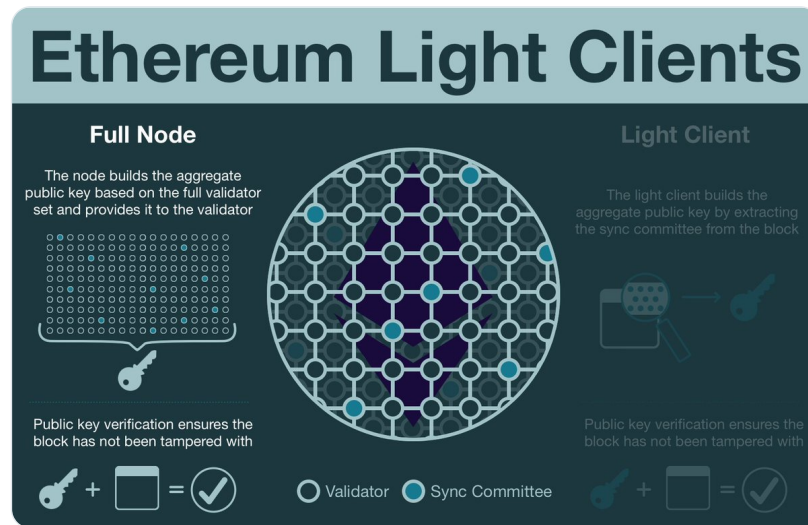 Ethereum Light Clients
Full Node
The node builds the aggregate
public key based on the full validator
set and provides it to the validator
Public key verification ensures the
block has not been tampered with
+ =
Validator
Sync Committee
Light Client
The light client builds the
aggregate public key by extracting
the sync committee from the block
Public key verification ensures the
block has not been tampered with
+ =